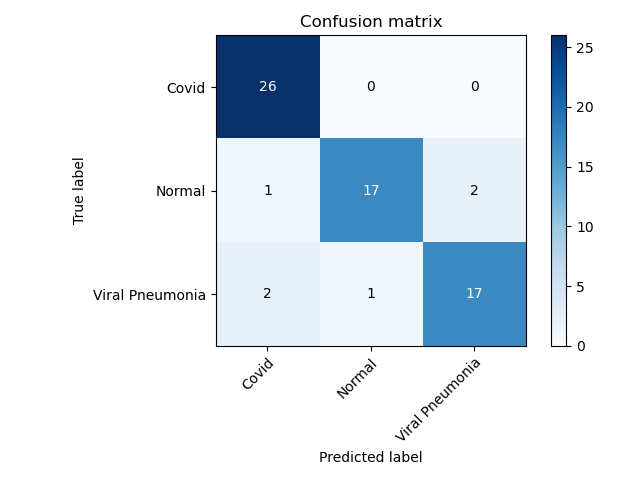 Confusion matrix
Covid 26 0 0
Normal 1 17 2
Viral Pneumonia 2 1 17
Covid Normal Viral Pneumonia
True label
Predicted label
25
20
15
10
5
0